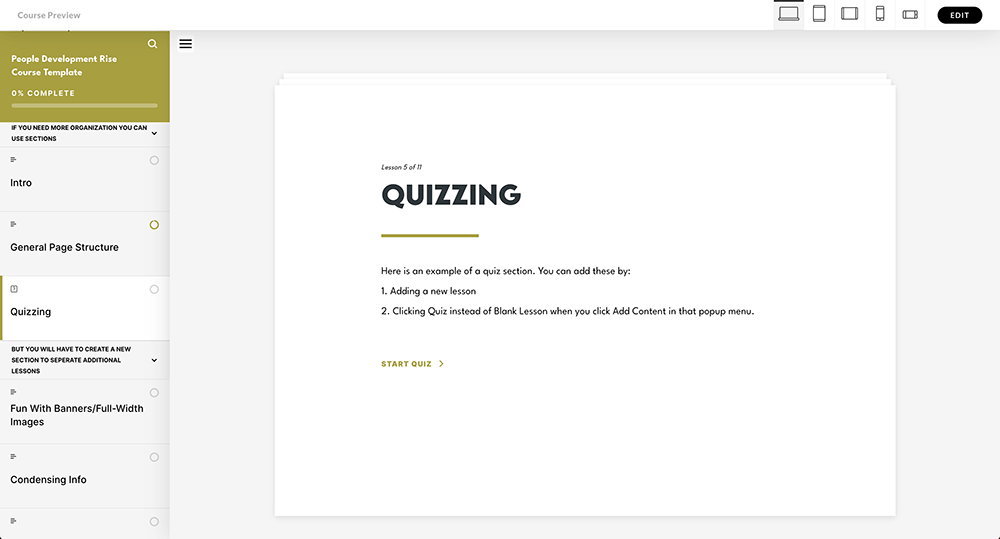 Course Preview
EDIT
People Development Rise
Course Template
0% COMPLETE
IF YOU NEED MORE ORGANIZATION YOU CAN
USE SECTIONS
Intro
General Page Structure
Quizzing
BUT YOU WILL HAVE TO CREATE A NEW
SECTION TO SEPERATE ADDITIONAL
LESSONS
Fun With Banners/Full-Width
Images
Condensing Info
Lesson 5 of 11
QUIZZING
Here is an example of a quiz section. You can add these by:
1. Adding a new lesson
2. Clicking Quiz instead of Blank Lesson when you click Add Content in that popup menu.
START QUIZ